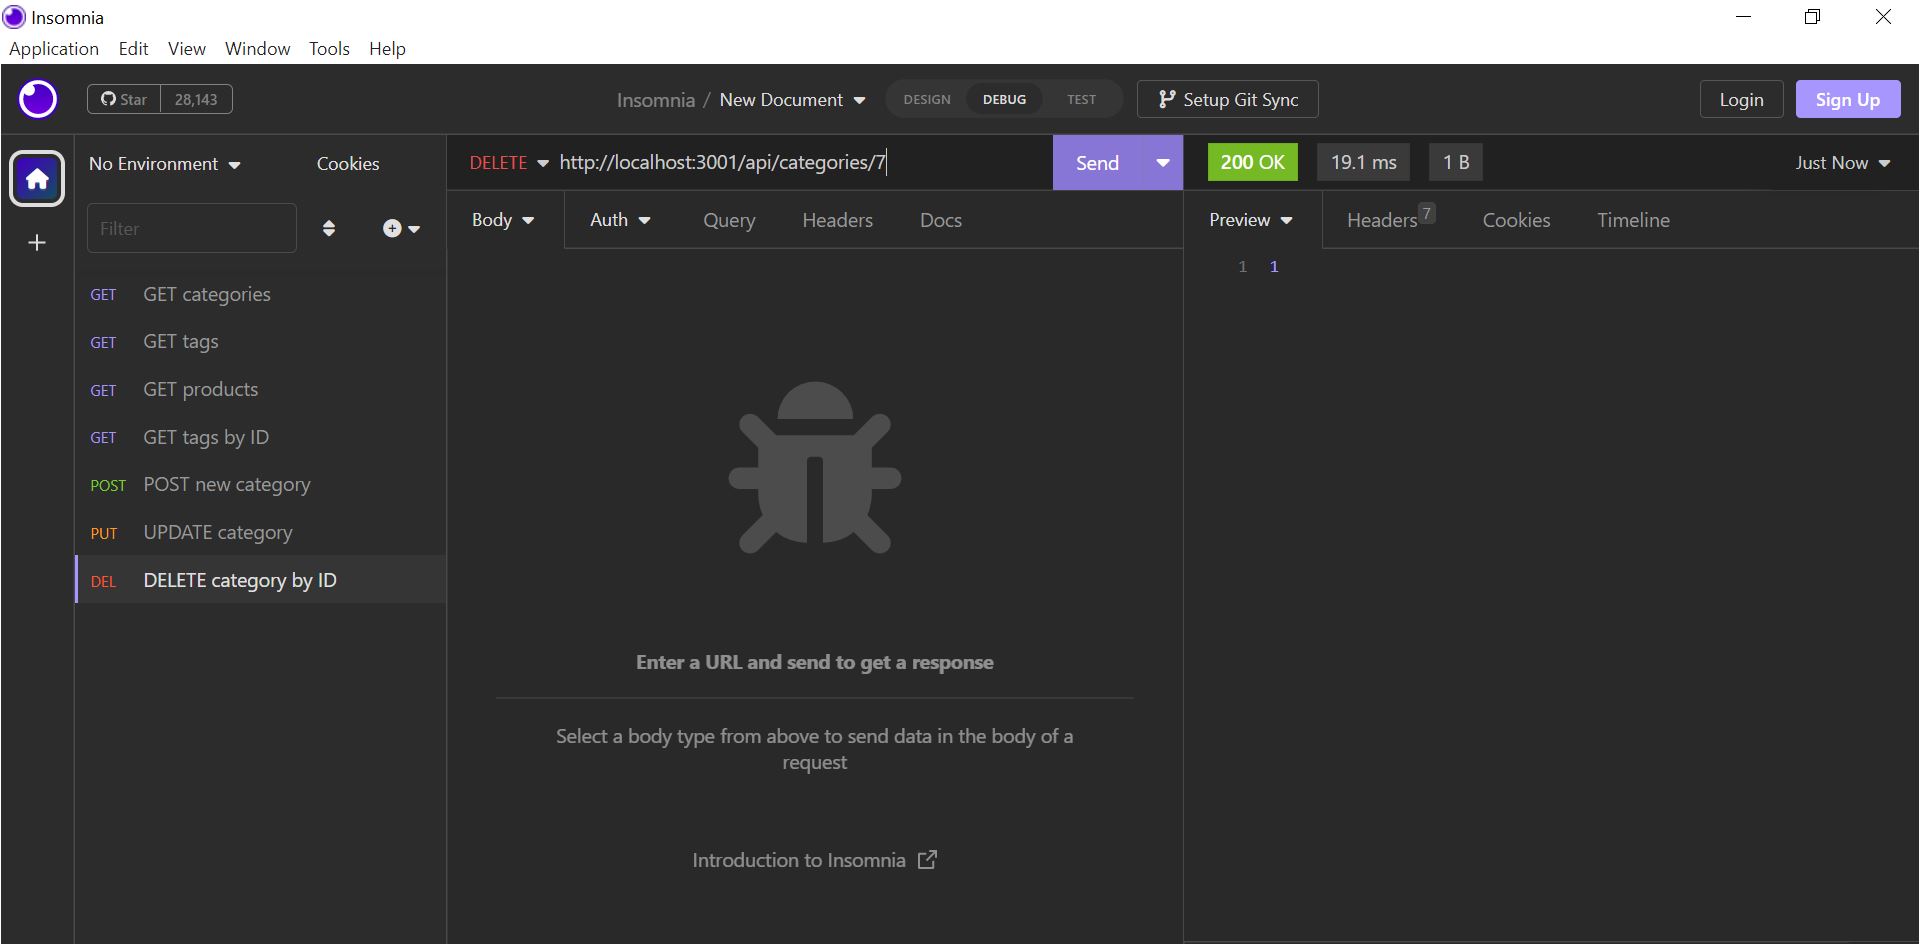 Insomnia
Application Edit View Window Tools Help
Star 28,143
Insomnia / New Document DESIGN DEBUG TEST Setup Git Sync Login Sign Up
No Environment Cookies
DELETE http://localhost:3001/api/categories/7 Send 200 OK 19.1 ms 1 B Just Now
Filter
Body Auth Query Headers Docs
Preview Headers 7 Cookies Timeline
1 1
GET GET categories
GET GET tags
GET GET products
GET GET tags by ID
POST POST new category
PUT UPDATE category
DEL DELETE category by ID
Enter a URL and send to get a response
Select a body type from above to send data in the body of a
request
Introduction to Insomnia